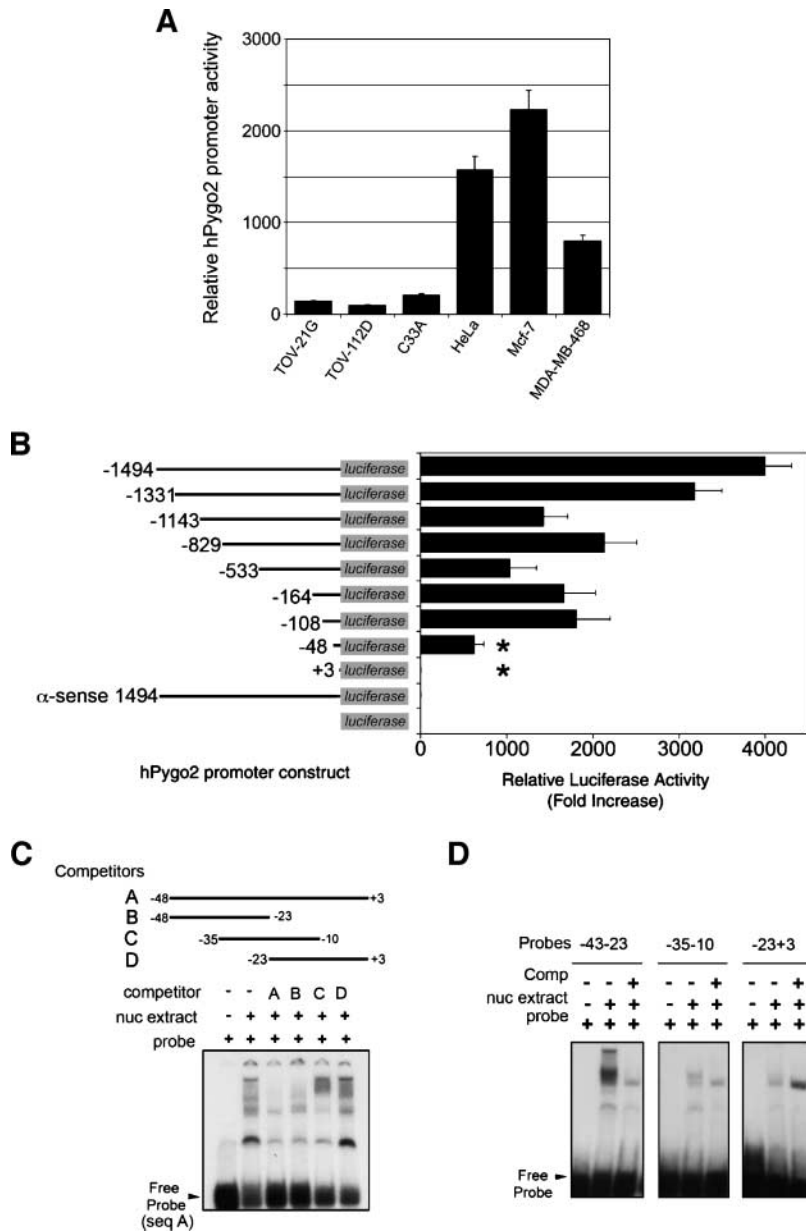 A
Relative hPygo2 promoter activity
3000
2000
1000
0
TOV-21G
TOV-112D
C33A
HeLa
Mcf-7
MDA-MB-468
B
-1494 luciferase
-1331 luciferase
-1143 luciferase
-829 luciferase
-533 luciferase
-164 luciferase
-108 luciferase
-48 luciferase *
+3 luciferase *
α-sense 1494 luciferase
luciferase
0 1000 2000 3000 4000
hPygo2 promoter construct
Relative Luciferase Activity
(Fold Increase)
C
Competitors
A -48 +3
B -48 -23
C -35 -10
D -23 +3
competitor - - A B C D
nuc extract - + + + + +
probe + + + + + +
Free
Probe
(seq A)
D
Probes -43-23 -35-10 -23+3
Comp - - + - - + - - +
nuc extract - + + - + + - + +
probe + + + + + + + + +
Free
Probe